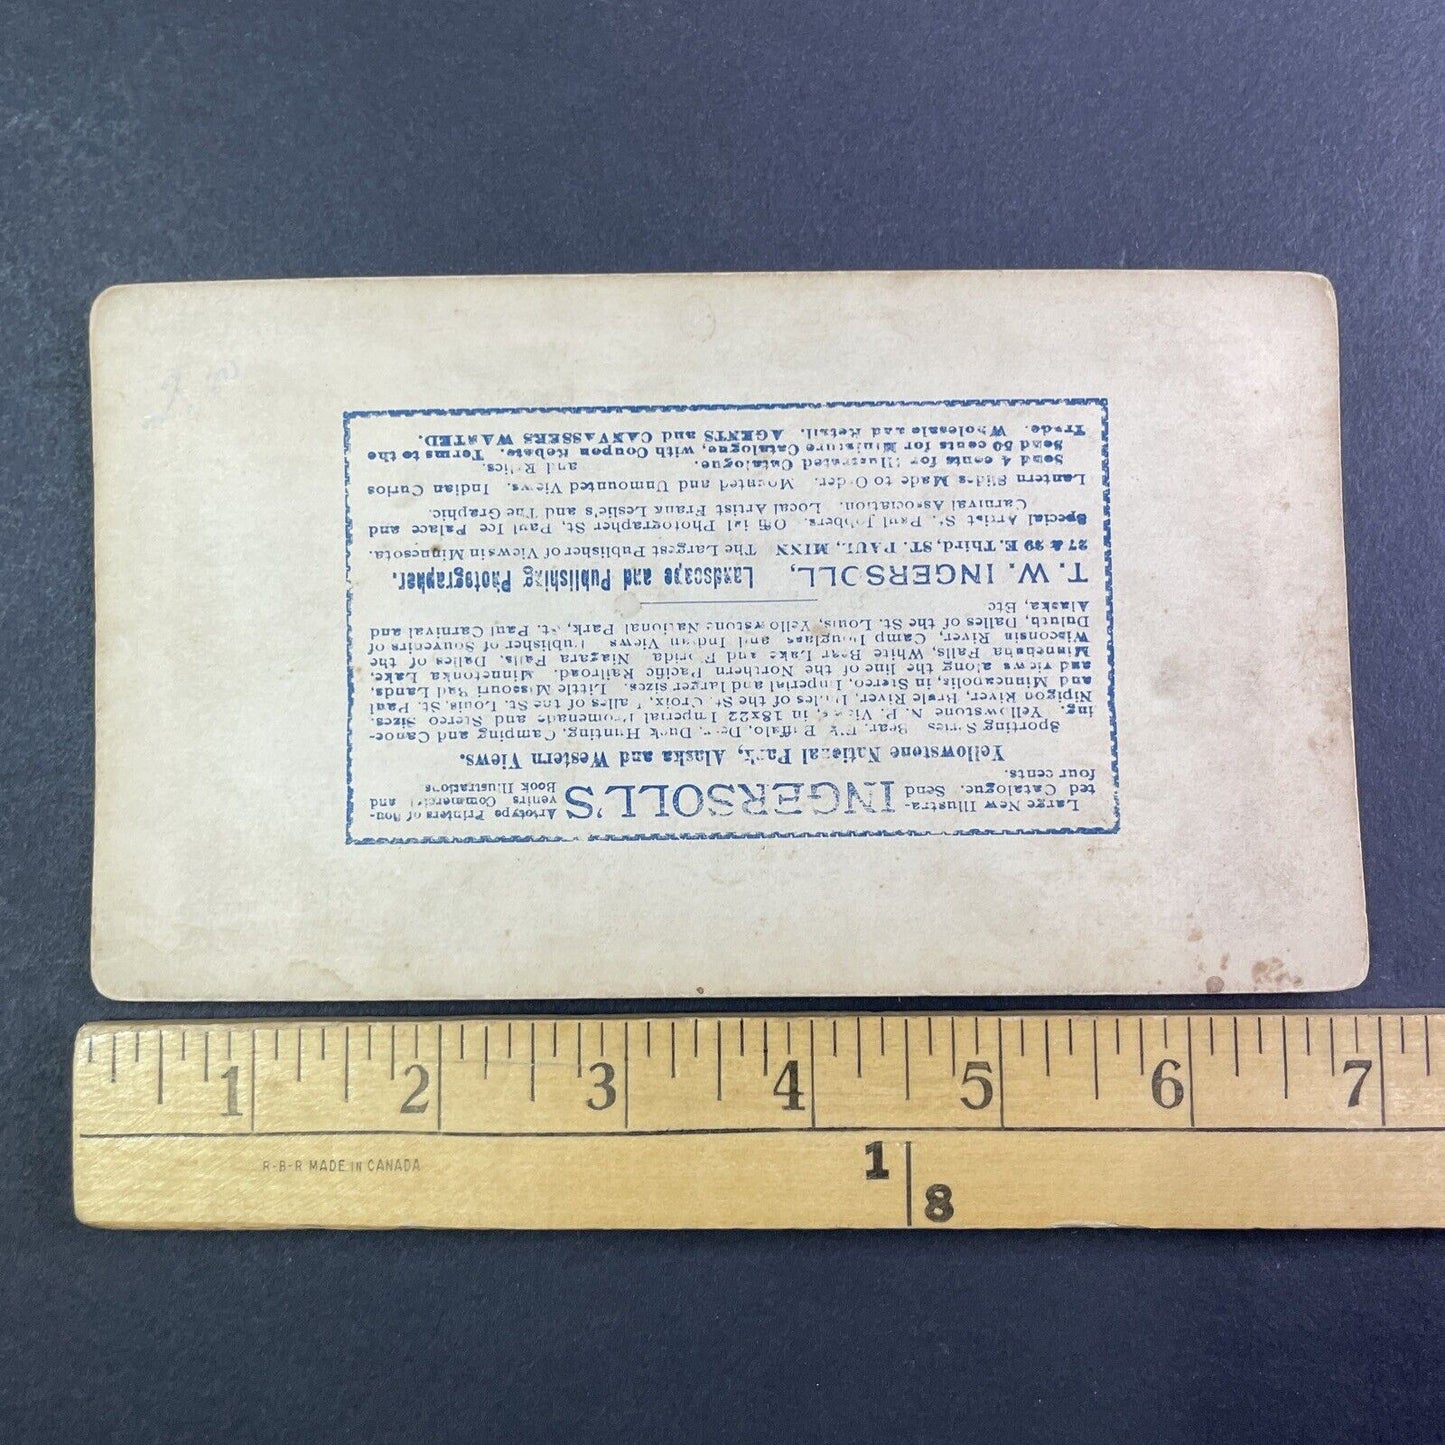 Large New Illustra-
ted Catalogue. Send
four cents.
INGERSOLL'S
Artotype Printers of Sou-
venirs Commercial and
Book Illustrations
Yellowstone National Park, Alaska and Western Views.
Sporting Series Bear, Elk, Buffalo, Deer, Duck Hunting, Camping and Canoe-
ing. Yellowstone N. P. Views, in 18x22 Imperial Promenade and Stereo Sizes.
Nipigon River, Brule River, Dalles of the St. Croix, Dalles of the St. Louis, St. Paul
and Minneapolis, in Stereo, Imperial and larger sizes. Little Missouri Bad Lands,
and views along the line of the Northern Pacific Railroad. Minnetonka Lake,
Minnehaha Falls, White Bear Lake and Florida Niagara Falls. Dalles of the
Wisconsin River, Camp Douglass and Indian Views Publisher of Souvenirs of
Duluth, Dalles of the St. Louis, Yellowstone National Park, St. Paul Carnival and
Alaska, Etc
T. W. INGERSOLL, Landscape and Publishing Photographer.
27 & 29 E. Third, ST. PAUL, MINN The Largest Publisher of Views in Minnesota.
Special Artist St. Paul Jobbers. Official Photographer St. Paul Ice Palace and
Carnival Association. Local Artist Frank Leslie's and The Graphic.
Lantern Slides Made to Order. Mounted and Unmounted Views. Indian Curios
and Relics.
Send 4 cents for Illustrated Catalogue.
Send 50 cents for Miniature Catalogue, with Coupon Rebate. Terms to the
Trade. Wholesale and Retail. AGENTS and CANVASSERS WANTED.
1 2 3 4 5 6 7
R-B-R MADE IN CANADA
1
8